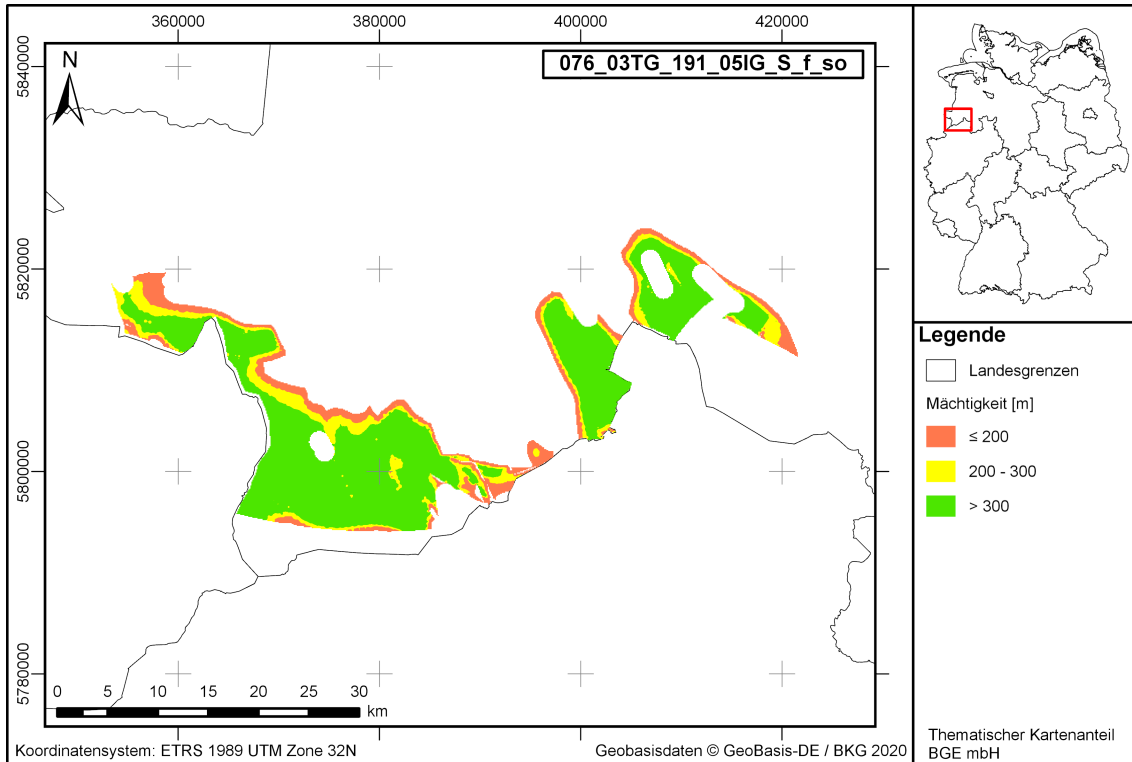 360000 380000 400000 420000
5840000
5820000
5800000
5780000
N
076_03TG_191_05IG_S_f_so
0 5 10 15 20 25 30
km
Koordinatensystem: ETRS 1989 UTM Zone 32N
Geobasisdaten © GeoBasis-DE / BKG 2020
Legende
Landesgrenzen
Mächtigkeit [m]
≤ 200
200 - 300
> 300
Thematischer Kartenanteil
BGE mbH